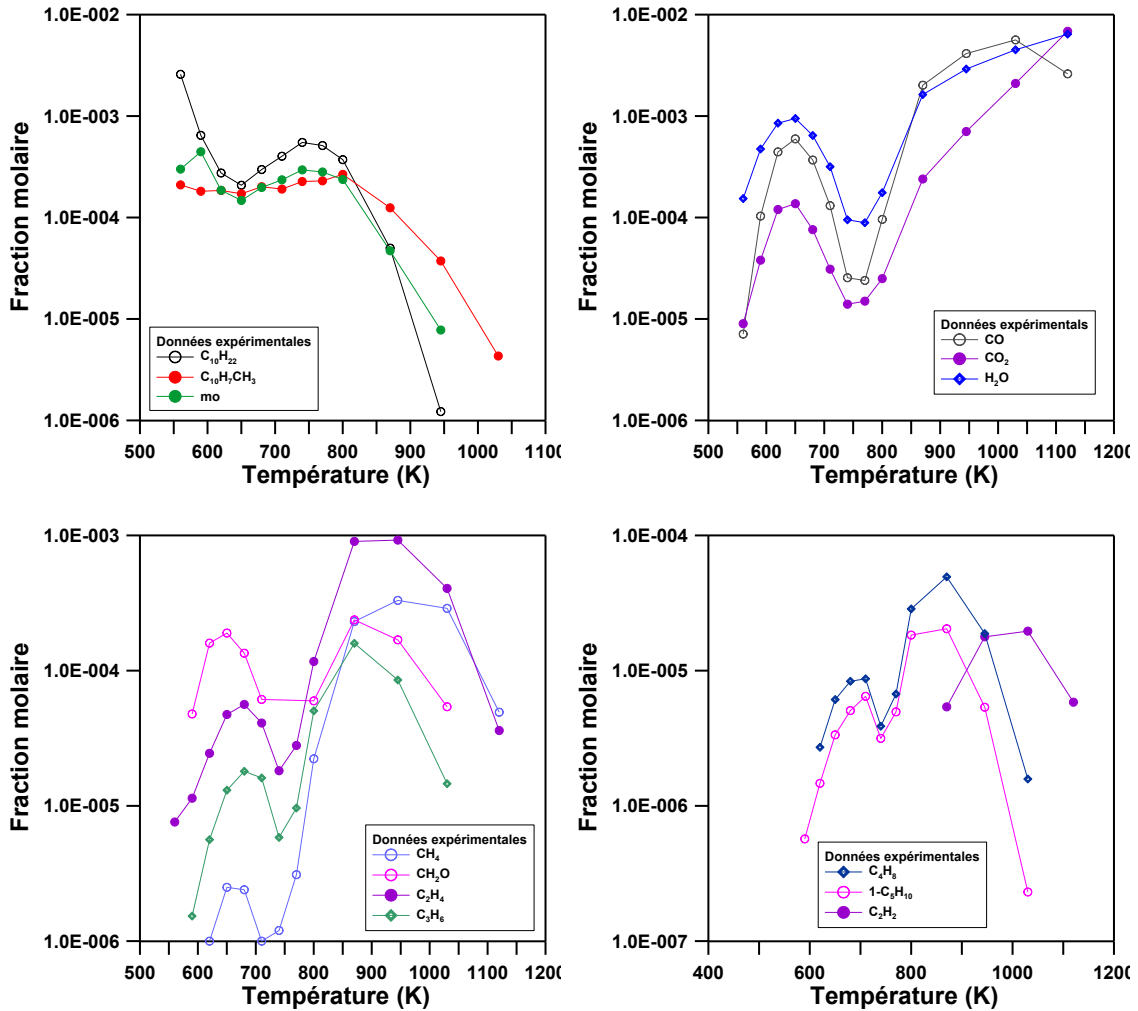 1.0E-002
1.0E-003
1.0E-004
1.0E-005
1.0E-006
Fraction molaire
Données expérimentales
C₁₀H₂₂
C₁₀H₇CH₃
mo
500 600 700 800 900 1000 1100
Température (K)
1.0E-002
1.0E-003
1.0E-004
1.0E-005
1.0E-006
Fraction molaire
Données expérimentals
CO
CO₂
H₂O
500 600 700 800 900 1000 1100 1200
Température (K)
1.0E-003
1.0E-004
1.0E-005
1.0E-006
Fraction molaire
Données expérimentales
CH₄
CH₂O
C₂H₄
C₃H₆
500 600 700 800 900 1000 1100 1200
Température (K)
1.0E-004
1.0E-005
1.0E-006
1.0E-007
Fraction molaire
Données expérimentales
C₄H₈
1-C₅H₁₀
C₂H₂
400 600 800 1000 1200
Température (K)